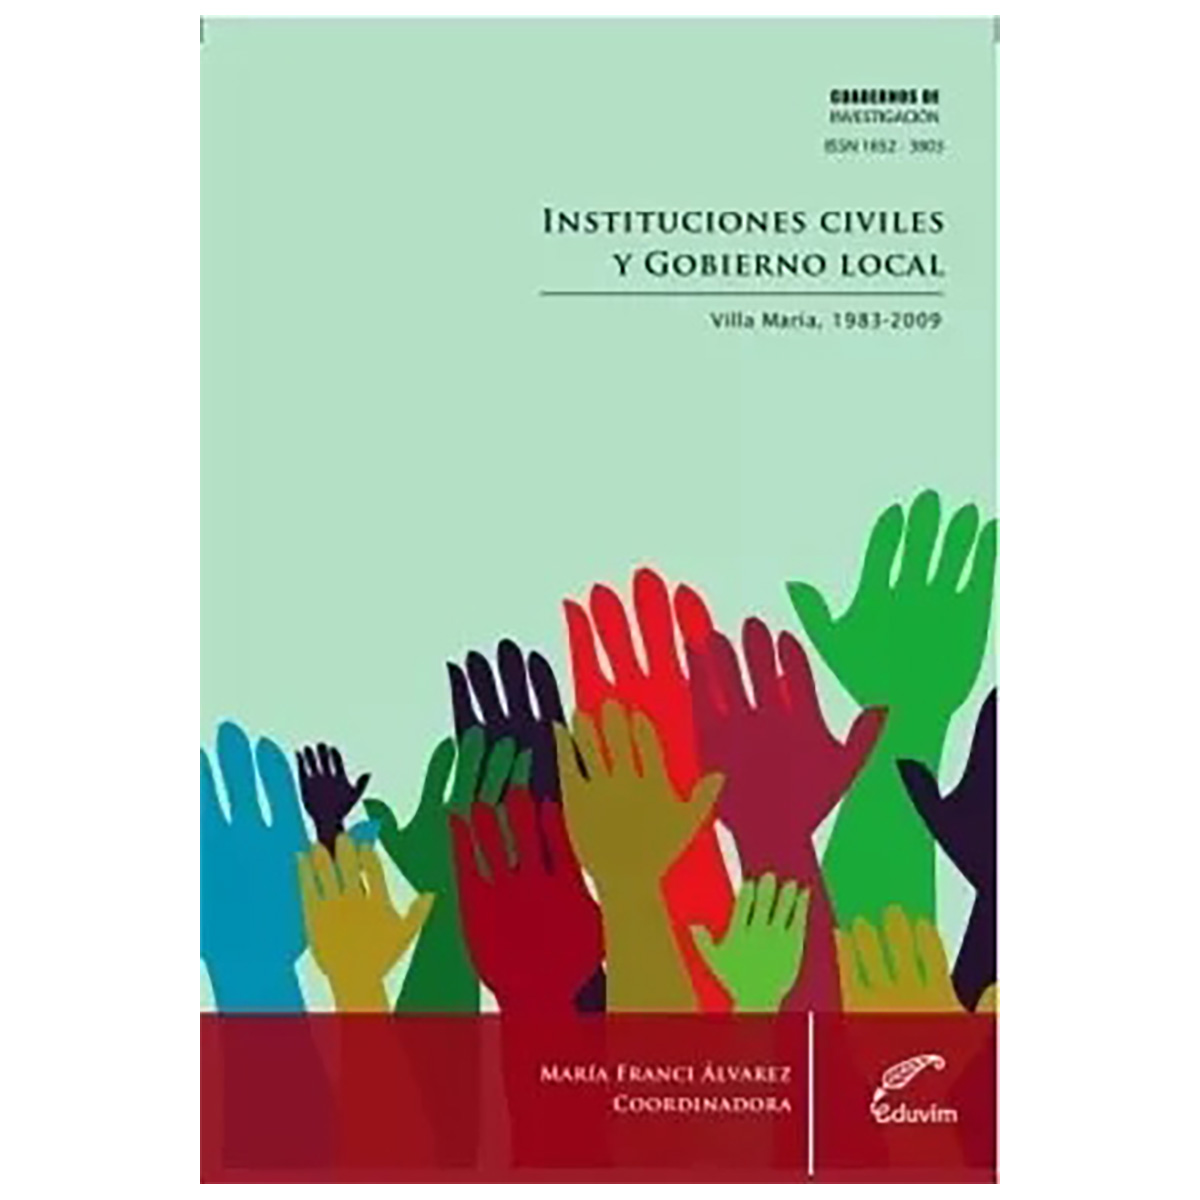 CUADERNOS DE
INVESTIGACIÓN
ISSN 1852 - 3803
INSTITUCIONES CIVILES
Y GOBIERNO LOCAL
Villa María, 1983-2009
MARÍA FRANCI ÁLVAREZ
COORDINADORA
eduvim